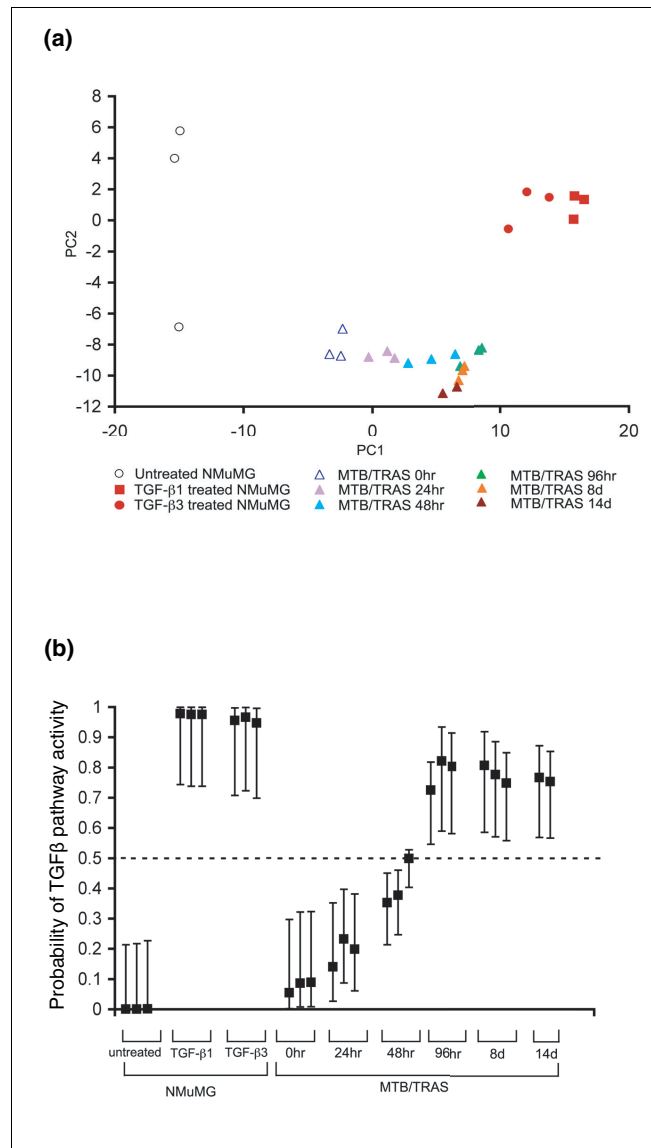 (a)
8
6
4
2
0
-2
-4
-6
-8
-10
-12
PC2
-20 -10 0 10 20
PC1
Untreated NMuMG
TGF-β1 treated NMuMG
TGF-β3 treated NMuMG
MTB/TRAS 0hr
MTB/TRAS 24hr
MTB/TRAS 48hr
MTB/TRAS 96hr
MTB/TRAS 8d
MTB/TRAS 14d
(b)
Probability of TGFβ pathway activity
1
0.9
0.8
0.7
0.6
0.5
0.4
0.3
0.2
0.1
0
untreated TGF-β1 TGF-β3 0hr 24hr 48hr 96hr 8d 14d
NMuMG MTB/TRAS